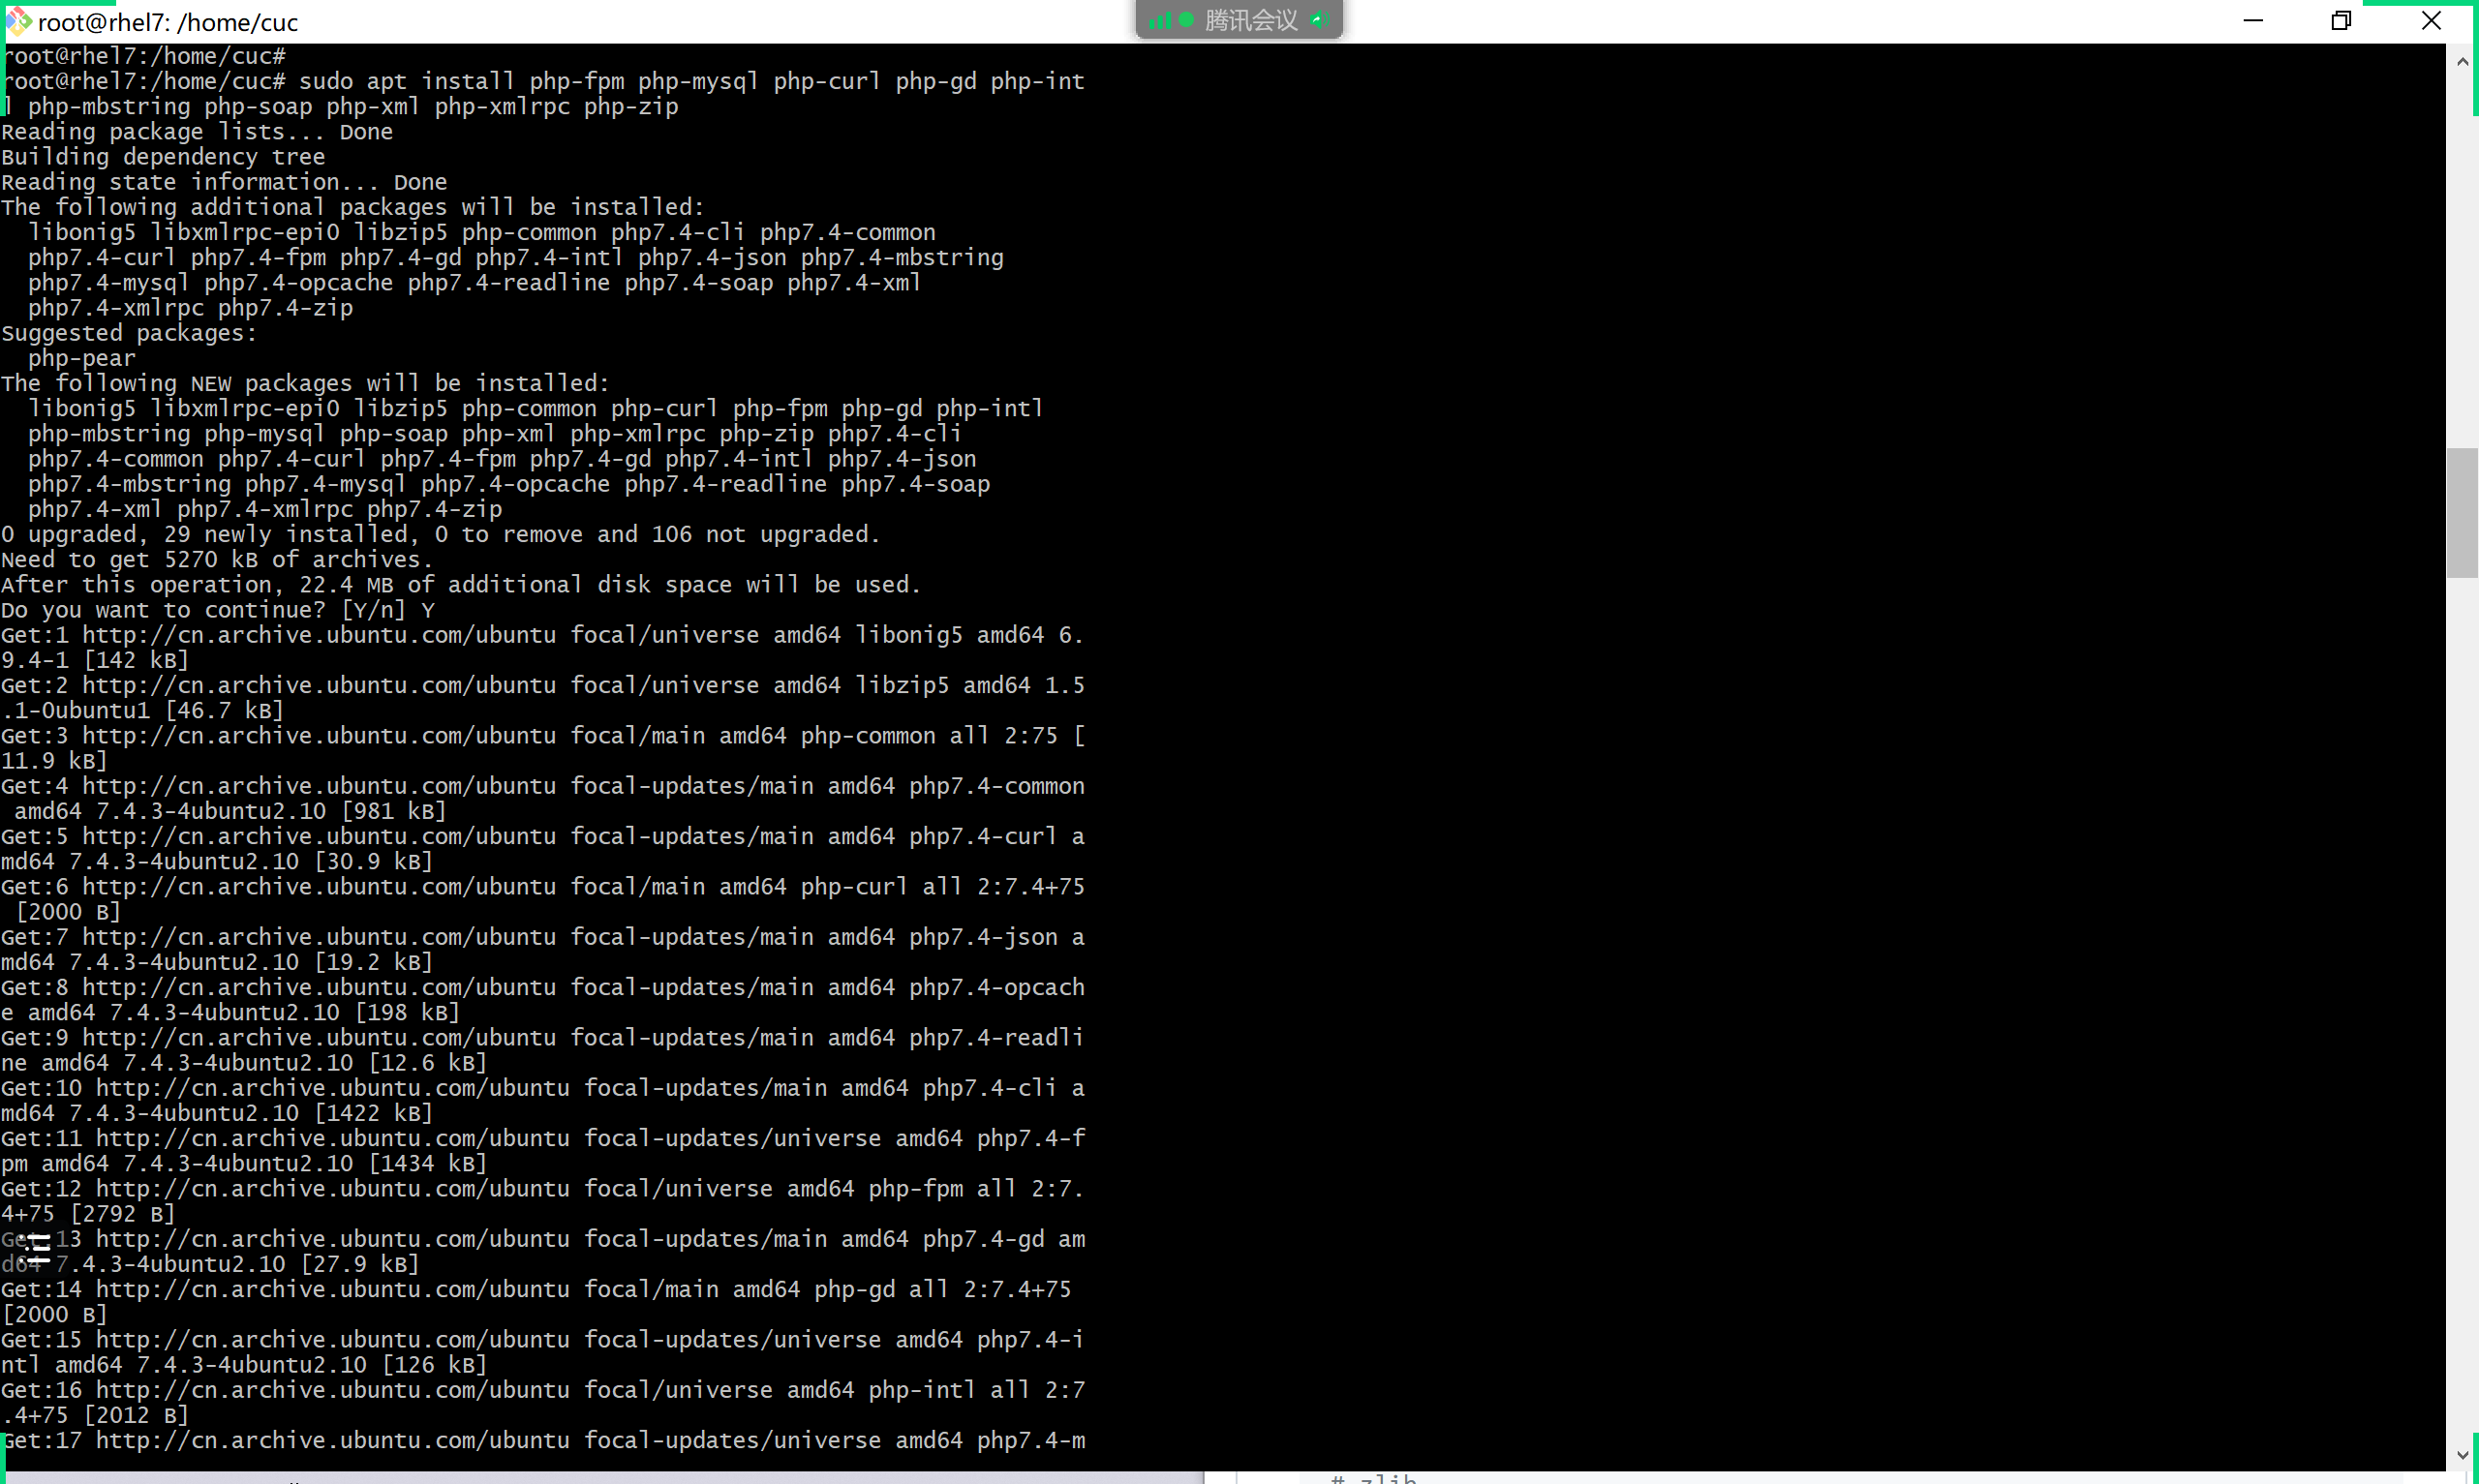 root@rhel7: /home/cuc
腾讯会议
root@rhel7:/home/cuc#
root@rhel7:/home/cuc# sudo apt install php-fpm php-mysql php-curl php-gd php-int
l php-mbstring php-soap php-xml php-xmlrpc php-zip
Reading package lists... Done
Building dependency tree
Reading state information... Done
The following additional packages will be installed:
  libonig5 libxmlrpc-epi0 libzip5 php-common php7.4-cli php7.4-common
  php7.4-curl php7.4-fpm php7.4-gd php7.4-intl php7.4-json php7.4-mbstring
  php7.4-mysql php7.4-opcache php7.4-readline php7.4-soap php7.4-xml
  php7.4-xmlrpc php7.4-zip
Suggested packages:
  php-pear
The following NEW packages will be installed:
  libonig5 libxmlrpc-epi0 libzip5 php-common php-curl php-fpm php-gd php-intl
  php-mbstring php-mysql php-soap php-xml php-xmlrpc php-zip php7.4-cli
  php7.4-common php7.4-curl php7.4-fpm php7.4-gd php7.4-intl php7.4-json
  php7.4-mbstring php7.4-mysql php7.4-opcache php7.4-readline php7.4-soap
  php7.4-xml php7.4-xmlrpc php7.4-zip
0 upgraded, 29 newly installed, 0 to remove and 106 not upgraded.
Need to get 5270 kB of archives.
After this operation, 22.4 MB of additional disk space will be used.
Do you want to continue? [Y/n] Y
Get:1 http://cn.archive.ubuntu.com/ubuntu focal/universe amd64 libonig5 amd64 6.
9.4-1 [142 kB]
Get:2 http://cn.archive.ubuntu.com/ubuntu focal/universe amd64 libzip5 amd64 1.5
.1-0ubuntu1 [46.7 kB]
Get:3 http://cn.archive.ubuntu.com/ubuntu focal/main amd64 php-common all 2:75 [
11.9 kB]
Get:4 http://cn.archive.ubuntu.com/ubuntu focal-updates/main amd64 php7.4-common
 amd64 7.4.3-4ubuntu2.10 [981 kB]
Get:5 http://cn.archive.ubuntu.com/ubuntu focal-updates/main amd64 php7.4-curl a
md64 7.4.3-4ubuntu2.10 [30.9 kB]
Get:6 http://cn.archive.ubuntu.com/ubuntu focal/main amd64 php-curl all 2:7.4+75
 [2000 B]
Get:7 http://cn.archive.ubuntu.com/ubuntu focal-updates/main amd64 php7.4-json a
md64 7.4.3-4ubuntu2.10 [19.2 kB]
Get:8 http://cn.archive.ubuntu.com/ubuntu focal-updates/main amd64 php7.4-opcach
e amd64 7.4.3-4ubuntu2.10 [198 kB]
Get:9 http://cn.archive.ubuntu.com/ubuntu focal-updates/main amd64 php7.4-readli
ne amd64 7.4.3-4ubuntu2.10 [12.6 kB]
Get:10 http://cn.archive.ubuntu.com/ubuntu focal-updates/main amd64 php7.4-cli a
md64 7.4.3-4ubuntu2.10 [1422 kB]
Get:11 http://cn.archive.ubuntu.com/ubuntu focal-updates/universe amd64 php7.4-f
pm amd64 7.4.3-4ubuntu2.10 [1434 kB]
Get:12 http://cn.archive.ubuntu.com/ubuntu focal/universe amd64 php-fpm all 2:7.
4+75 [2792 B]
Get:13 http://cn.archive.ubuntu.com/ubuntu focal-updates/main amd64 php7.4-gd am
d64 7.4.3-4ubuntu2.10 [27.9 kB]
Get:14 http://cn.archive.ubuntu.com/ubuntu focal/main amd64 php-gd all 2:7.4+75
[2000 B]
Get:15 http://cn.archive.ubuntu.com/ubuntu focal-updates/universe amd64 php7.4-i
ntl amd64 7.4.3-4ubuntu2.10 [126 kB]
Get:16 http://cn.archive.ubuntu.com/ubuntu focal/universe amd64 php-intl all 2:7
.4+75 [2012 B]
Get:17 http://cn.archive.ubuntu.com/ubuntu focal-updates/universe amd64 php7.4-m
# zlib